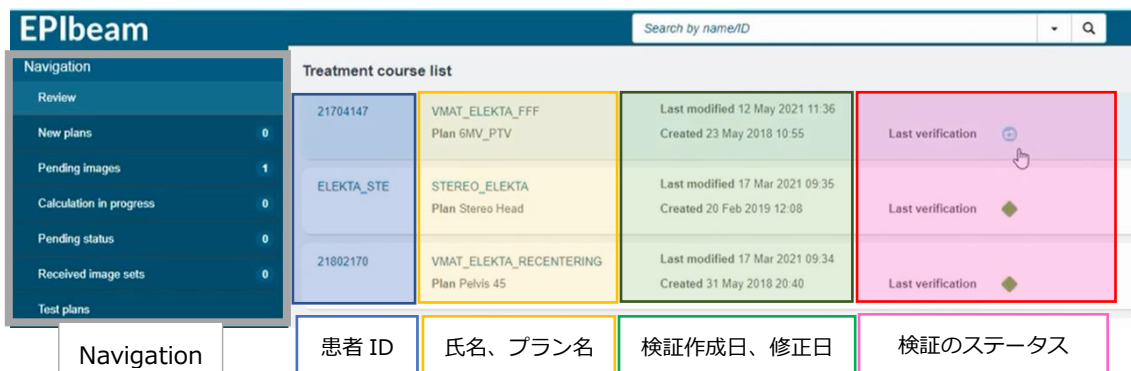 EPIbeam
Search by name/ID
Navigation
Review
New plans 0
Pending images 1
Calculation in progress 0
Pending status 0
Received image sets 0
Test plans
Treatment course list
21704147
VMAT_ELEKTA_FFF
Plan 6MV_PTV
Last modified 12 May 2021 11:36
Created 23 May 2018 10:55
Last verification
ELEKTA_STE
STEREO_ELEKTA
Plan Stereo Head
Last modified 17 Mar 2021 09:35
Created 20 Feb 2019 12:08
Last verification
21802170
VMAT_ELEKTA_RECENTERING
Plan Pelvis 45
Last modified 17 Mar 2021 09:34
Created 31 May 2018 20:40
Last verification
Navigation
患者 ID
氏名、プラン名
検証作成日、修正日
検証のステータス